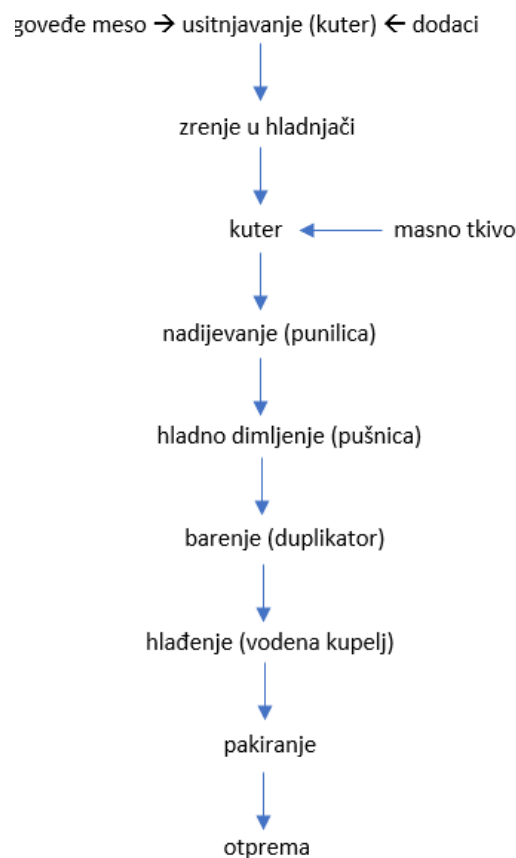 goveđe meso → usitnjavanje (kuter) ← dodaci
zrenje u hladnjači
kuter ← masno tkivo
nadijevanje (punilica)
hladno dimljenje (pušnica)
barenje (duplikator)
hlađenje (vodena kupelj)
pakiranje
otprema